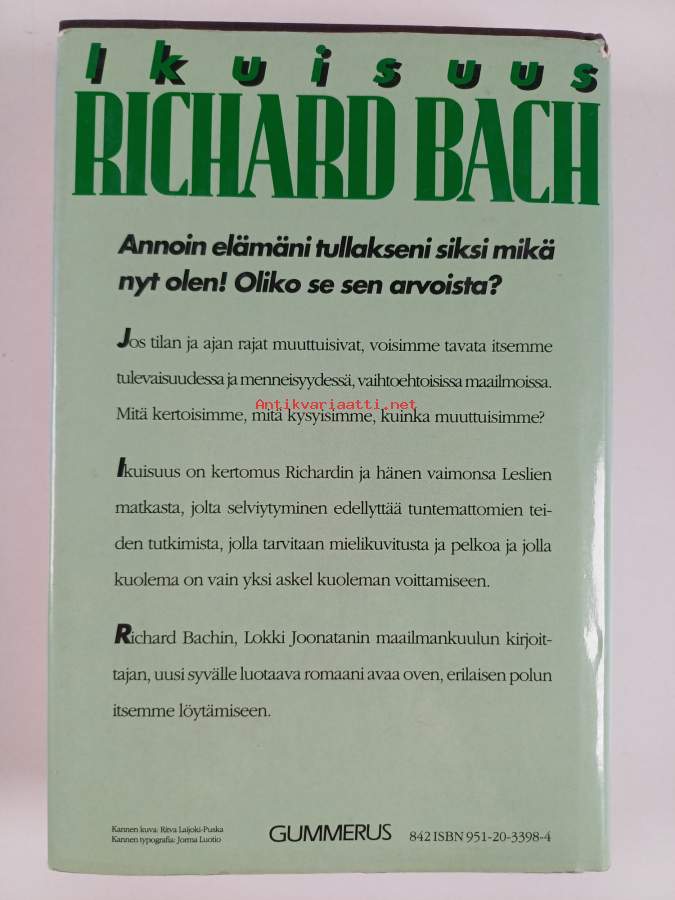 Ikuisuus
RICHARD BACH
Annoin elämäni tullakseni siksi mikä
nyt olen! Oliko se sen arvoista?
Jos tilan ja ajan rajat muuttuisivat, voisimme tavata itsemme
tulevaisuudessa ja menneisyydessä, vaihtoehtoisissa maailmoissa.
Antikvariaatti.net
Mitä kertoisimme, mitä kysyisimme, kuinka muuttuisimme?
Ikuisuus on kertomus Richardin ja hänen vaimonsa Leslien
matkasta, jolta selviytyminen edellyttää tuntemattomien tei-
den tutkimista, jolla tarvitaan mielikuvitusta ja pelkoa ja jolla
kuolema on vain yksi askel kuoleman voittamiseen.
Richard Bachin, Lokki Joonatanin maailmankuulun kirjoit-
tajan, uusi syvälle luotaava romaani avaa oven, erilaisen polun
itsemme löytämiseen.
Kannen kuva: Ritva Laijoki-Puska
Kannen typografia: Jorma Luotio
GUMMERUS
842 ISBN 951-20-3398-4